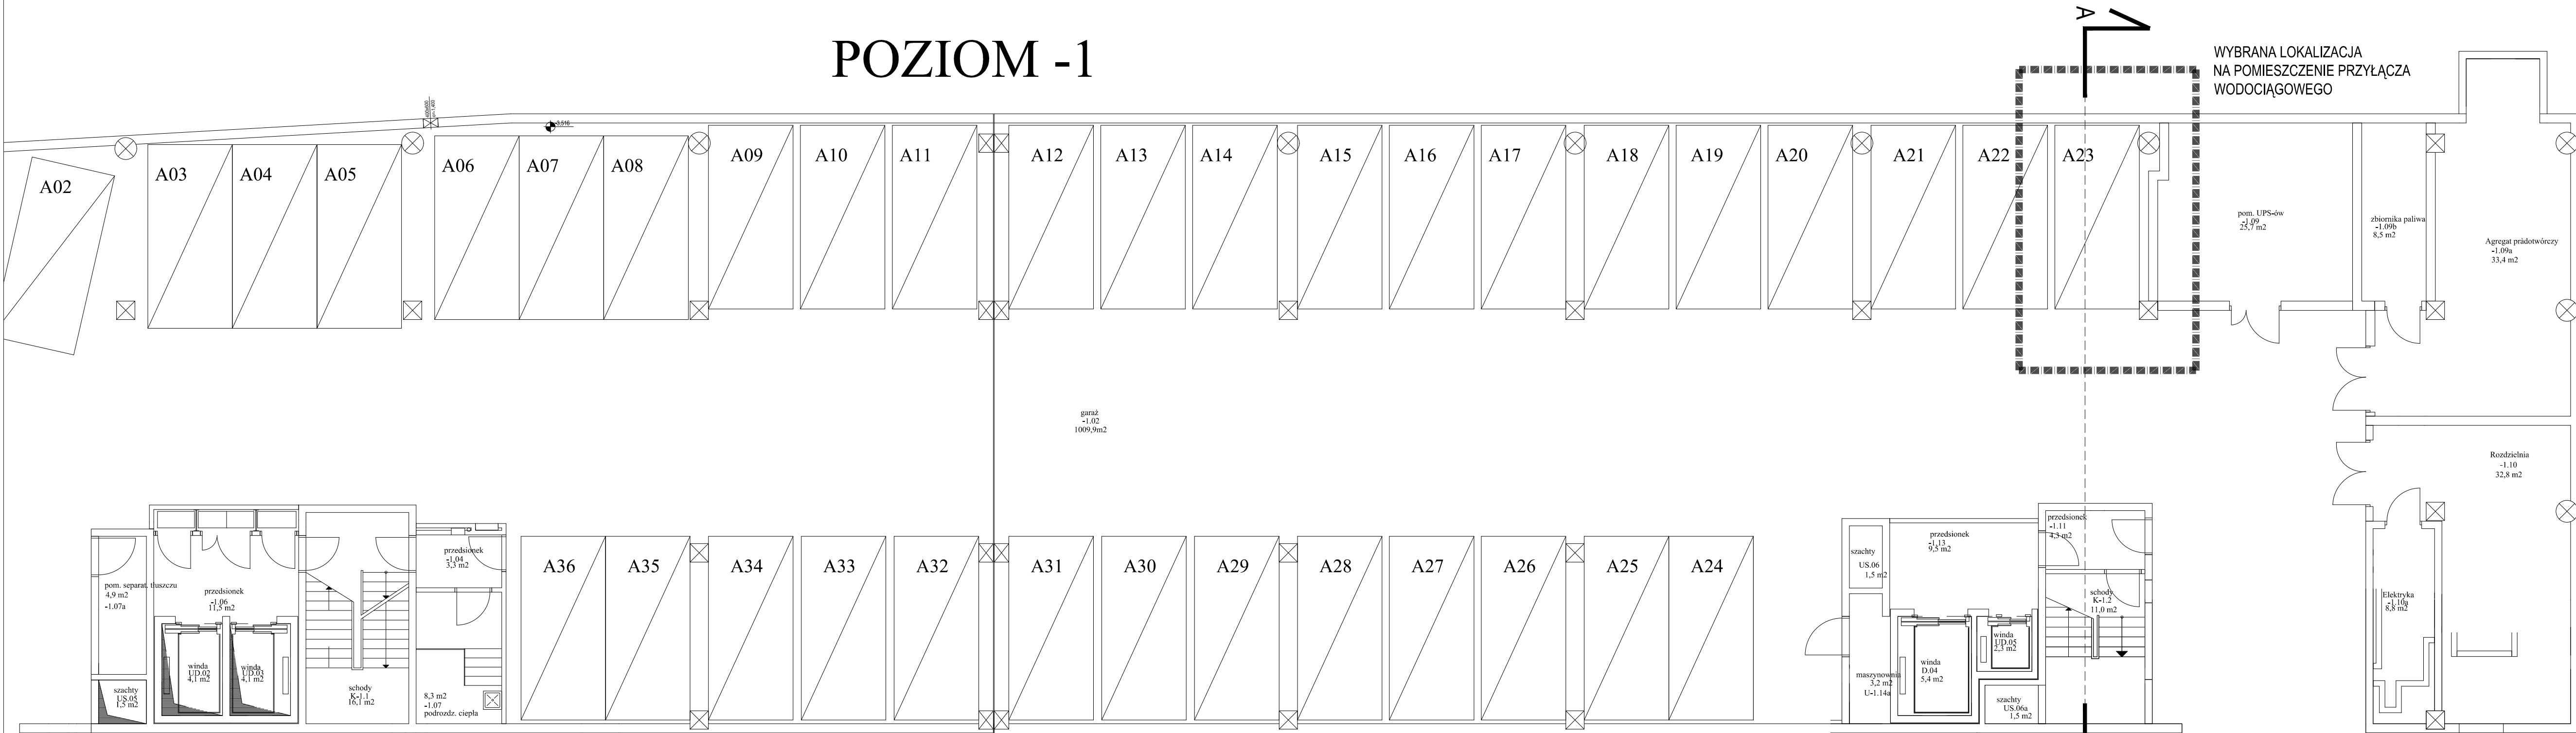 POZIOM -1
A
WYBRANA LOKALIZACJA
NA POMIESZCZENIE PRZYŁĄCZA
WODOCIĄGOWEGO
-3,516
A02
A03
A04
A05
A06
A07
A08
A09
A10
A11
A12
A13
A14
A15
A16
A17
A18
A19
A20
A21
A22
A23
pom. UPS-ów
-1.09
25,7 m2
zbiornika paliwa
-1.09b
8,5 m2
Agregat prądotwórczy
-1.09a
33,4 m2
garaż
-1.02
1009,9m2
Rozdzielnia
-1.10
32,8 m2
pom. separat. tłuszczu
4,9 m2
-1.07a
przedsionek
-1.06
11,5 m2
winda
UD.02
4,1 m2
winda
UD.03
4,1 m2
szachty
US.05
1,5 m2
schody
K-1.1
16,1 m2
przedsionek
-1.04
3,3 m2
8,3 m2
-1.07
podrozdz. ciepła
A36
A35
A34
A33
A32
A31
A30
A29
A28
A27
A26
A25
A24
szachty
US.06
1,5 m2
przedsionek
-1.13
9,5 m2
przedsionek
-1.11
4,3 m2
schody
K-1.2
11,0 m2
winda
UD.05
2,3 m2
winda
D.04
5,4 m2
maszynownia
3,2 m2
U-1.14a
szachty
US.06a
1,5 m2
Elektryka
-1.10a
8,8 m2